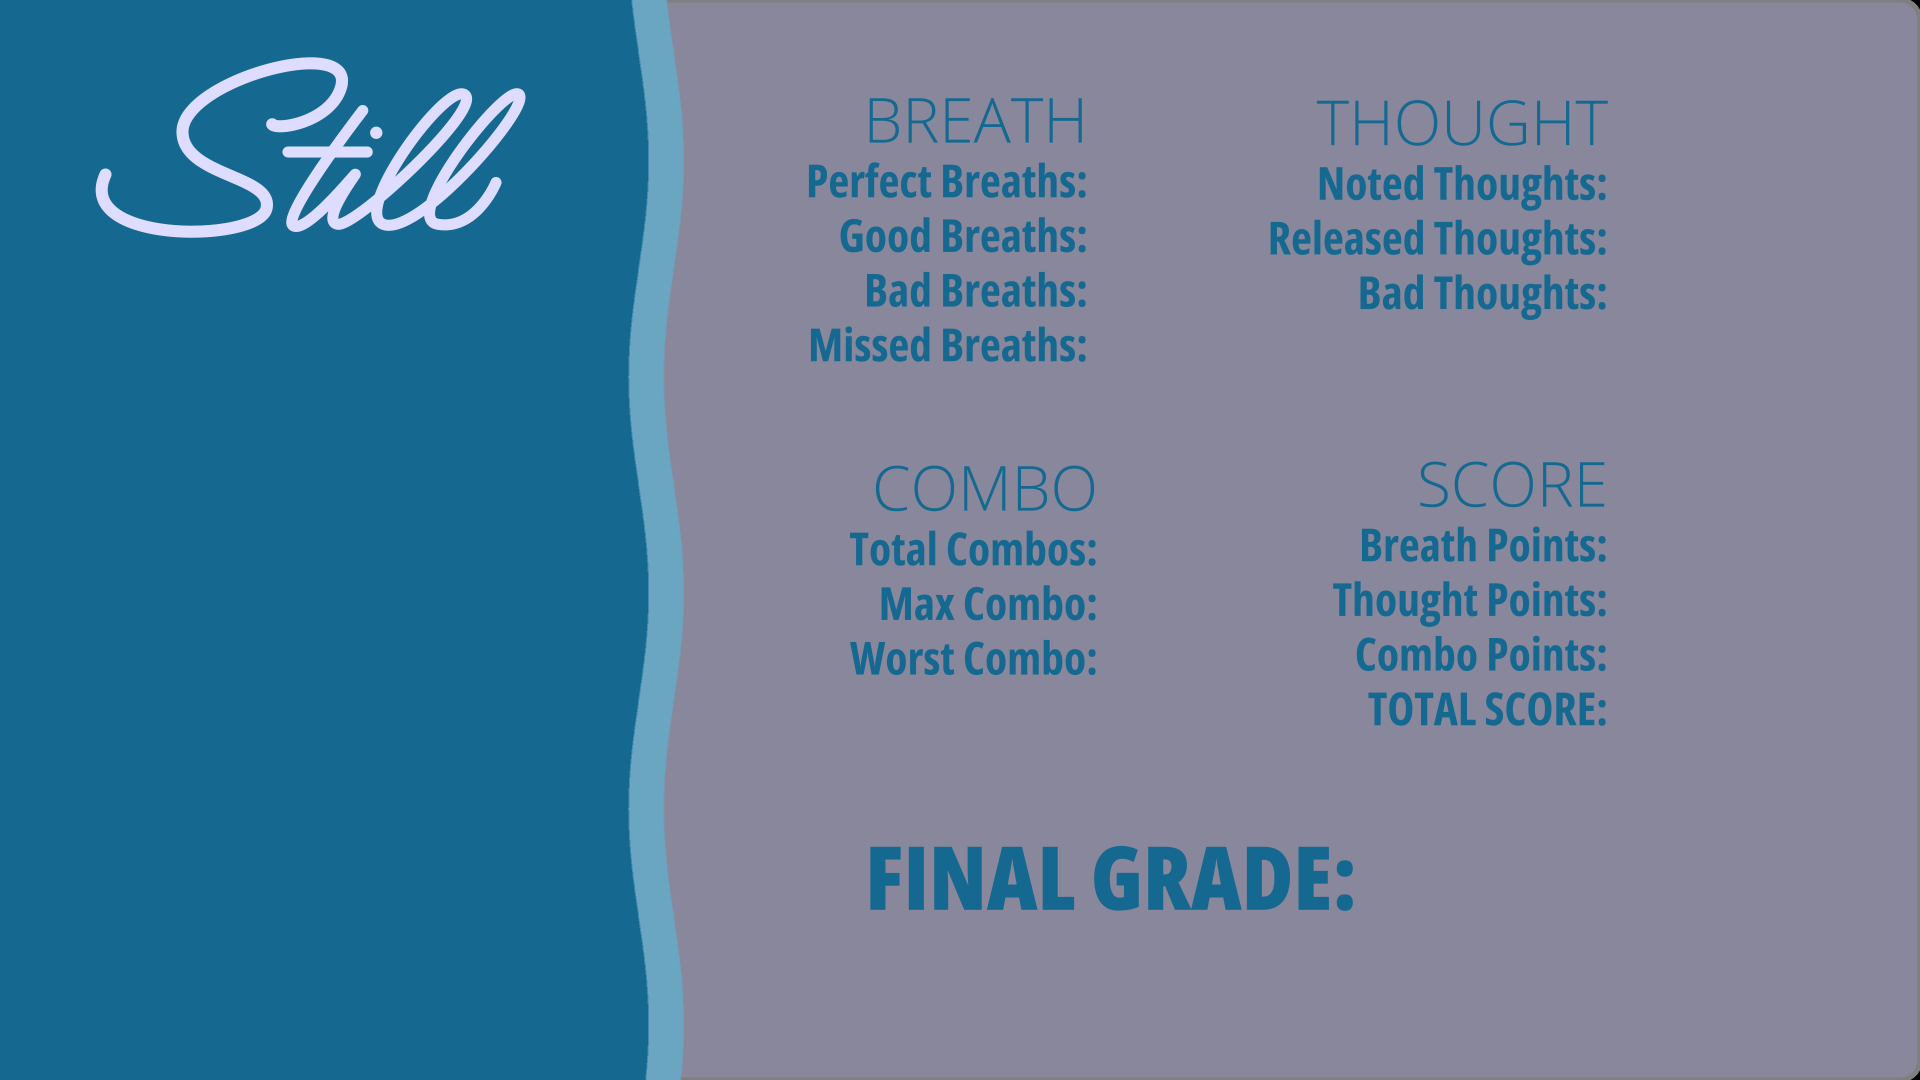 Still
BREATH
Perfect Breaths:
Good Breaths:
Bad Breaths:
Missed Breaths:
THOUGHT
Noted Thoughts:
Released Thoughts:
Bad Thoughts:
COMBO
Total Combos:
Max Combo:
Worst Combo:
SCORE
Breath Points:
Thought Points:
Combo Points:
TOTAL SCORE:
FINAL GRADE: